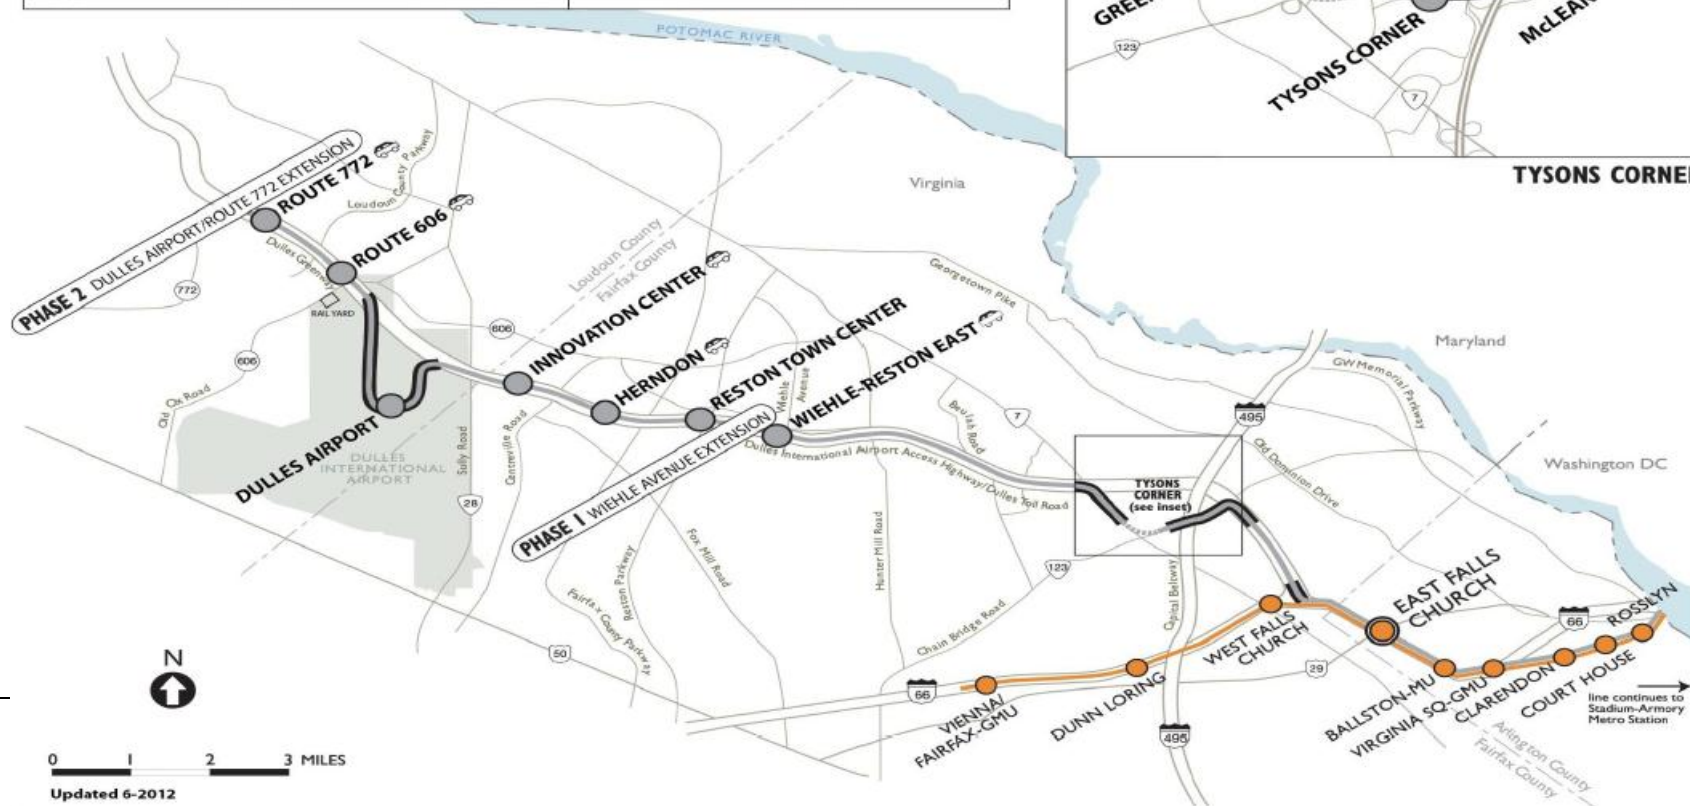 POTOMAC RIVER
123
TYSONS CORNER
7
TYSONS CORNER
Virginia
PHASE 2 DULLES AIRPORT/ROUTE 772 EXTENSION
ROUTE 772
Loudoun County Parkway
ROUTE 606
Dulles Greenway
772
RAIL YARD
606
Old Ox Road
606
Loudoun County
Fairfax County
INNOVATION CENTER
HERNDON
RESTON TOWN CENTER
Wiehle
Avenue
WIEHLE-RESTON EAST
Georgetown Pike
Maryland
GW Memorial Parkway
DULLES AIRPORT
DULLES
INTERNATIONAL
AIRPORT
Sully Road
28
Centreville Road
PHASE 1 WIEHLE AVENUE EXTENSION
Dulles International Airport Access Highway/Dulles Toll Road
Beulah Road
7
495
Old Dominion Drive
Washington DC
TYSONS
CORNER
(see inset)
Fox Mill Road
Reston Parkway
Fairfax County Parkway
Hunter Mill Road
123
Chain Bridge Road
Capital Beltway
50
66
VIENNA/
FAIRFAX-GMU
DUNN LORING
WEST FALLS
CHURCH
29
EAST FALLS
CHURCH
66
ROSSLYN
BALLSTON-MU
VIRGINIA SQ-GMU
CLARENDON
COURT HOUSE
line continues to
Stadium-Armory
Metro Station
Arlington County
Fairfax County
495
N
0 1 2 3 MILES
Updated 6-2012